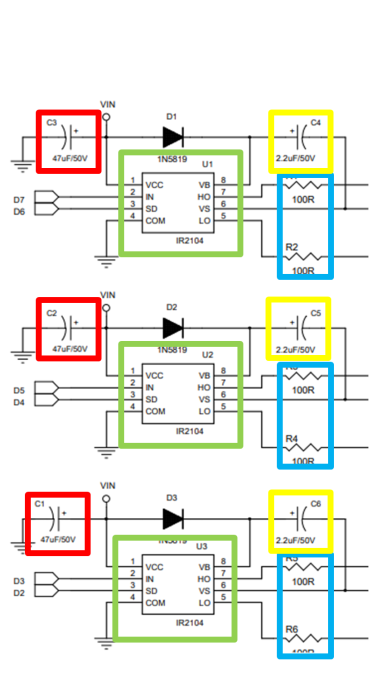 VIN
C3 + D1 + C4
47uF/50V 1N5819 2.2uF/50V
U1
1 VCC VB 8
D7 2 IN HO 7 100R
D6 3 SD VS 6
4 COM LO 5
R2
IR2104 100R
VIN
C2 + D2 + C5
47uF/50V 1N5819 2.2uF/50V
U2
1 VCC VB 8
D5 2 IN HO 7 100R
D4 3 SD VS 6
4 COM LO 5
R4
IR2104 100R
VIN
C1 + D3 + C6
47uF/50V 1N5819 2.2uF/50V
U3
1 VCC VB 8
D3 2 IN HO 7 100R
D2 3 SD VS 6
4 COM LO 5
R6
IR2104 100R